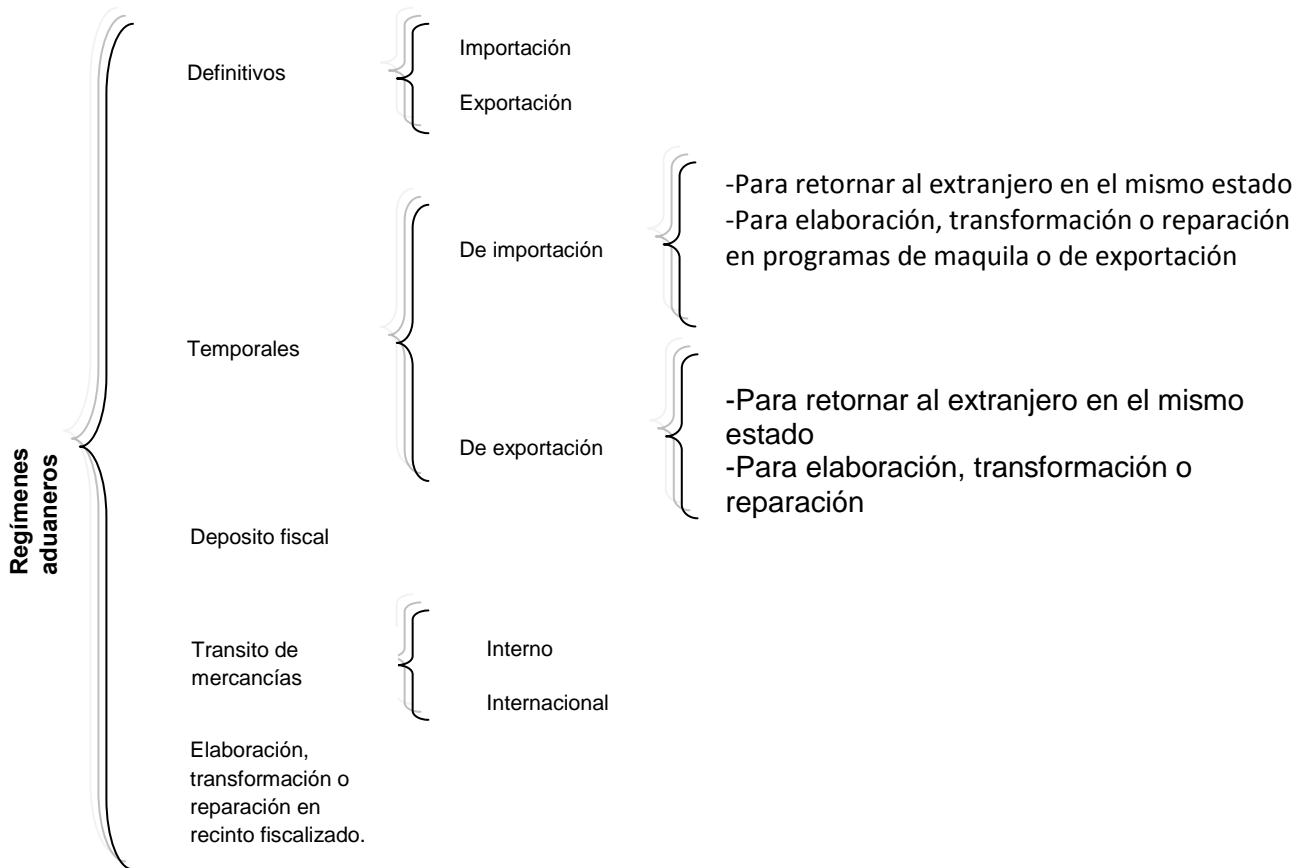 Regímenes
aduaneros
Definitivos
Importación
Exportación
Temporales
De importación
-Para retornar al extranjero en el mismo estado
-Para elaboración, transformación o reparación
en programas de maquila o de exportación
De exportación
-Para retornar al extranjero en el mismo
estado
-Para elaboración, transformación o
reparación
Deposito fiscal
Transito de
mercancías
Interno
Internacional
Elaboración,
transformación o
reparación en
recinto fiscalizado.